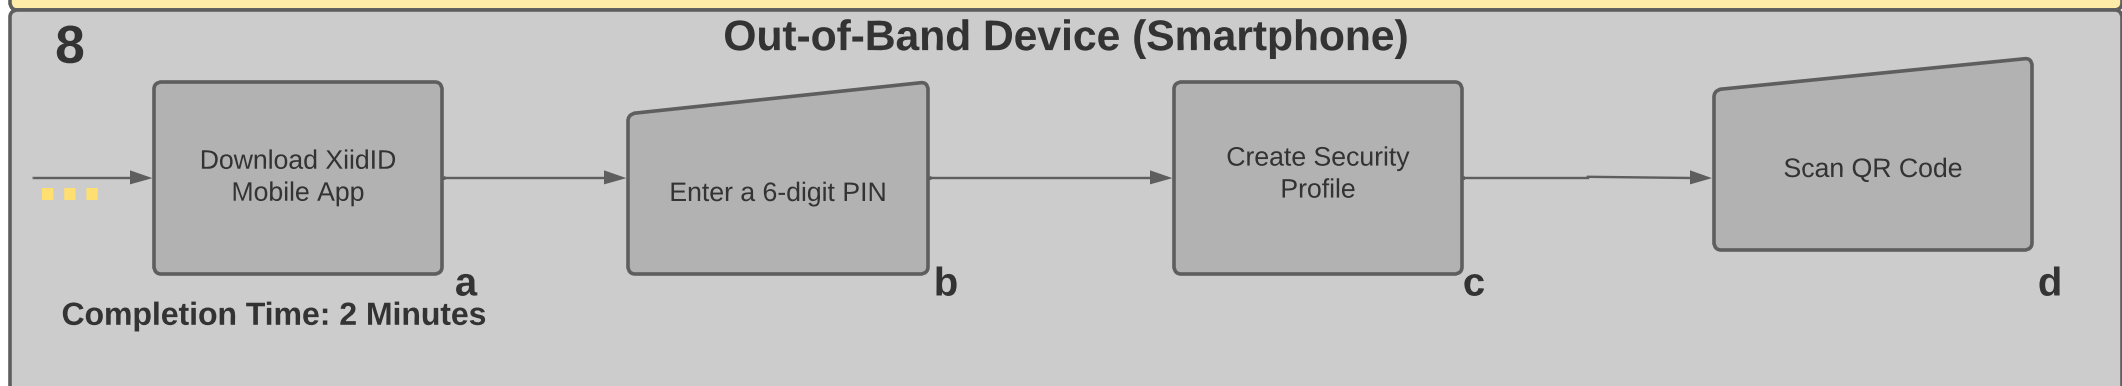 8
Out-of-Band Device (Smartphone)
Download XiidID
Mobile App
a
Enter a 6-digit PIN
b
Create Security
Profile
c
Scan QR Code
d
Completion Time: 2 Minutes